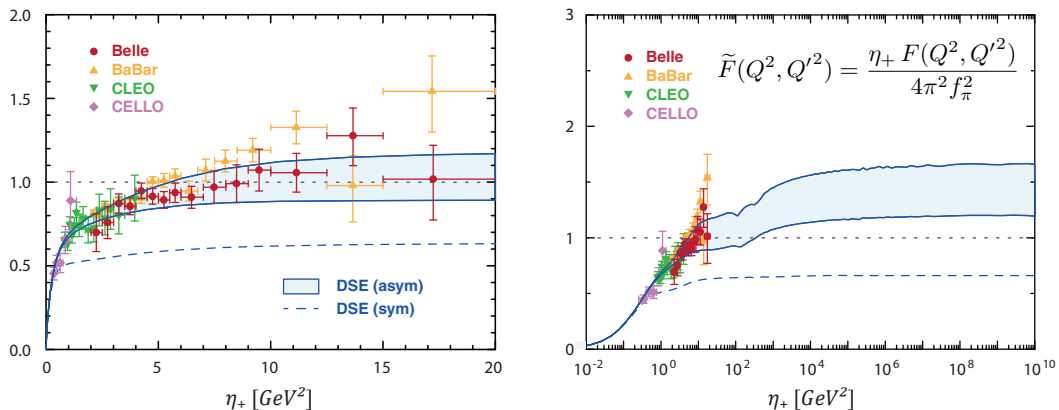 2.0
1.5
1.0
0.5
0.0
0 5 10 15 20
η₊ [GeV²]
Belle
BaBar
CLEO
CELLO
DSE (asym)
DSE (sym)
3
2
1
0
10⁻² 10⁰ 10² 10⁴ 10⁶ 10⁸ 10¹⁰
η₊ [GeV²]
Belle
BaBar
CLEO
CELLO
F̃(Q², Q′²) = η₊ F(Q², Q′²) / 4π² f_π²